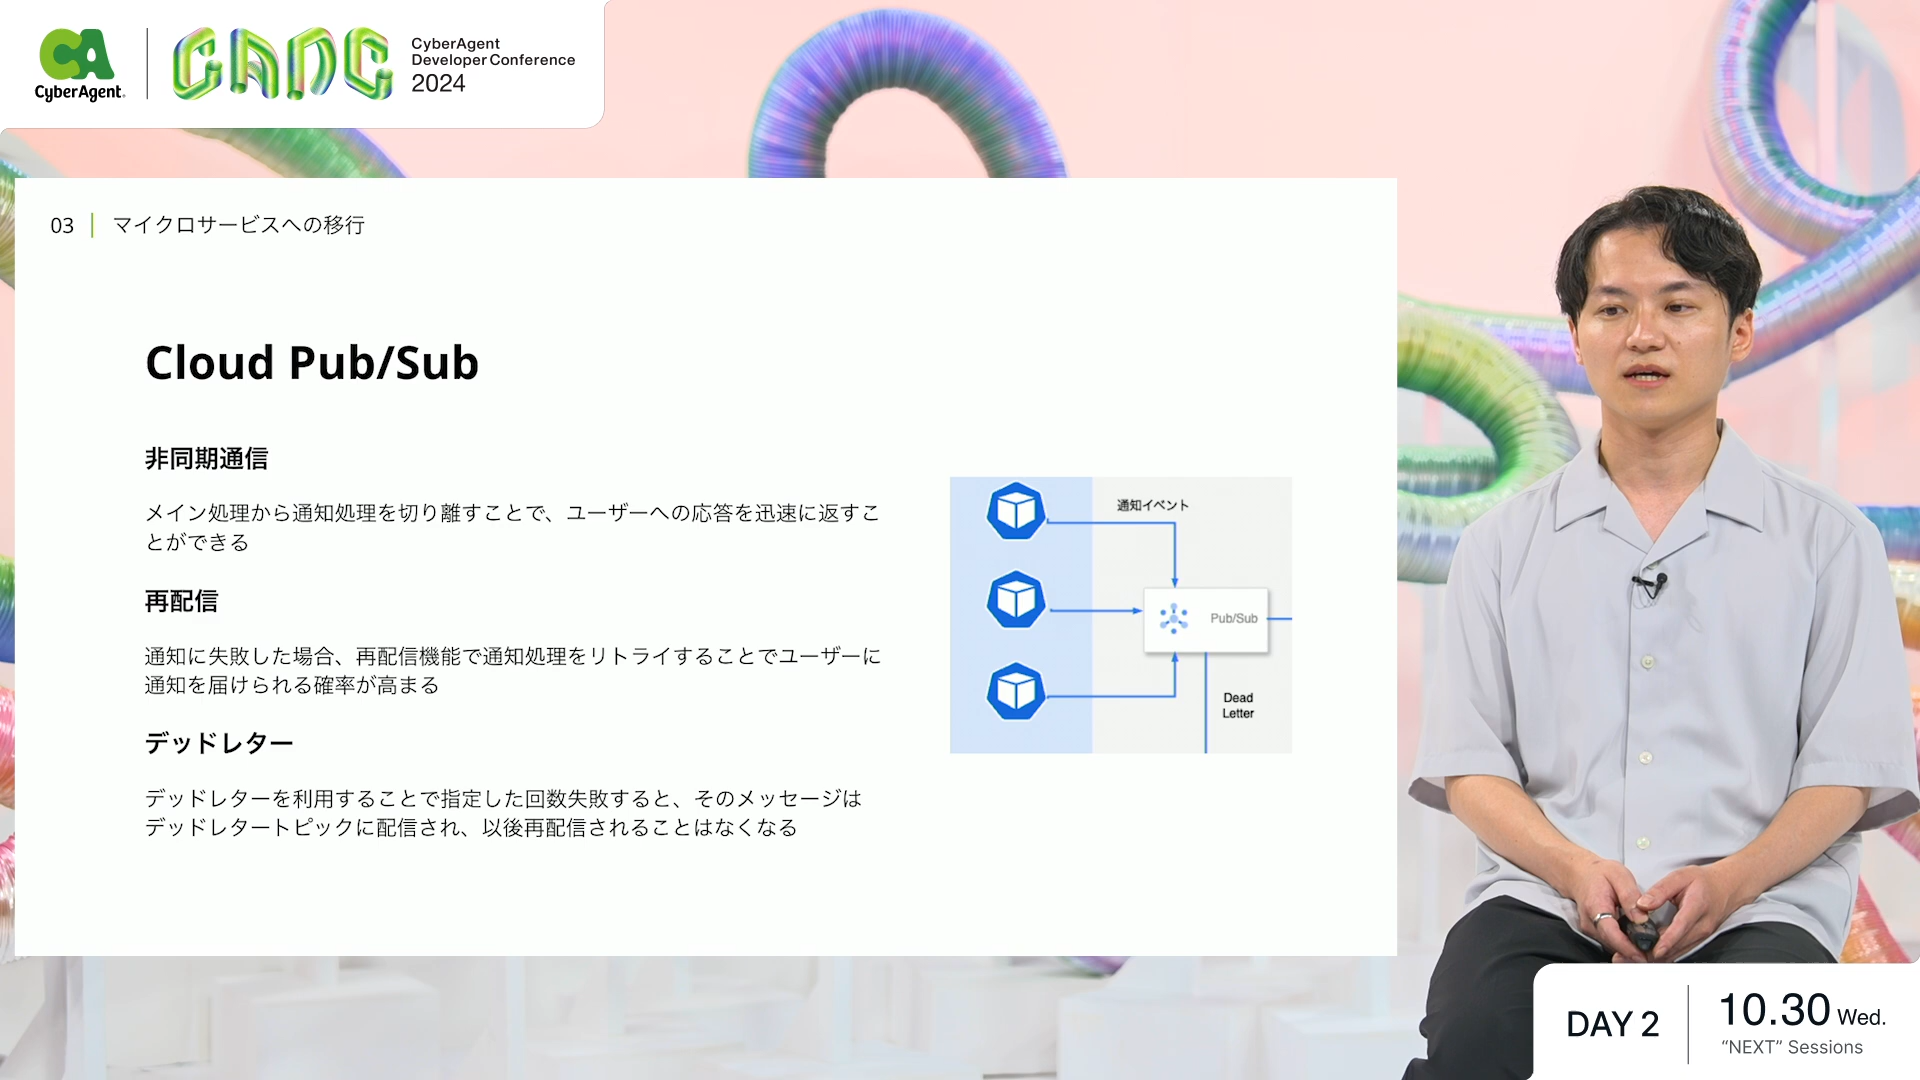 CyberAgent
CADC
CyberAgent
Developer Conference
2024
03
マイクロサービスへの移行
Cloud Pub/Sub
非同期通信
メイン処理から通知処理を切り離すことで、ユーザーへの応答を迅速に返すこ
とができる
再配信
通知に失敗した場合、再配信機能で通知処理をリトライすることでユーザーに
通知を届けられる確率が高まる
デッドレター
デッドレターを利用することで指定した回数失敗すると、そのメッセージは
デッドレタートピックに配信され、以後再配信されることはなくなる
通知イベント
Pub/Sub
Dead
Letter
DAY 2
10.30 Wed.
“NEXT” Sessions